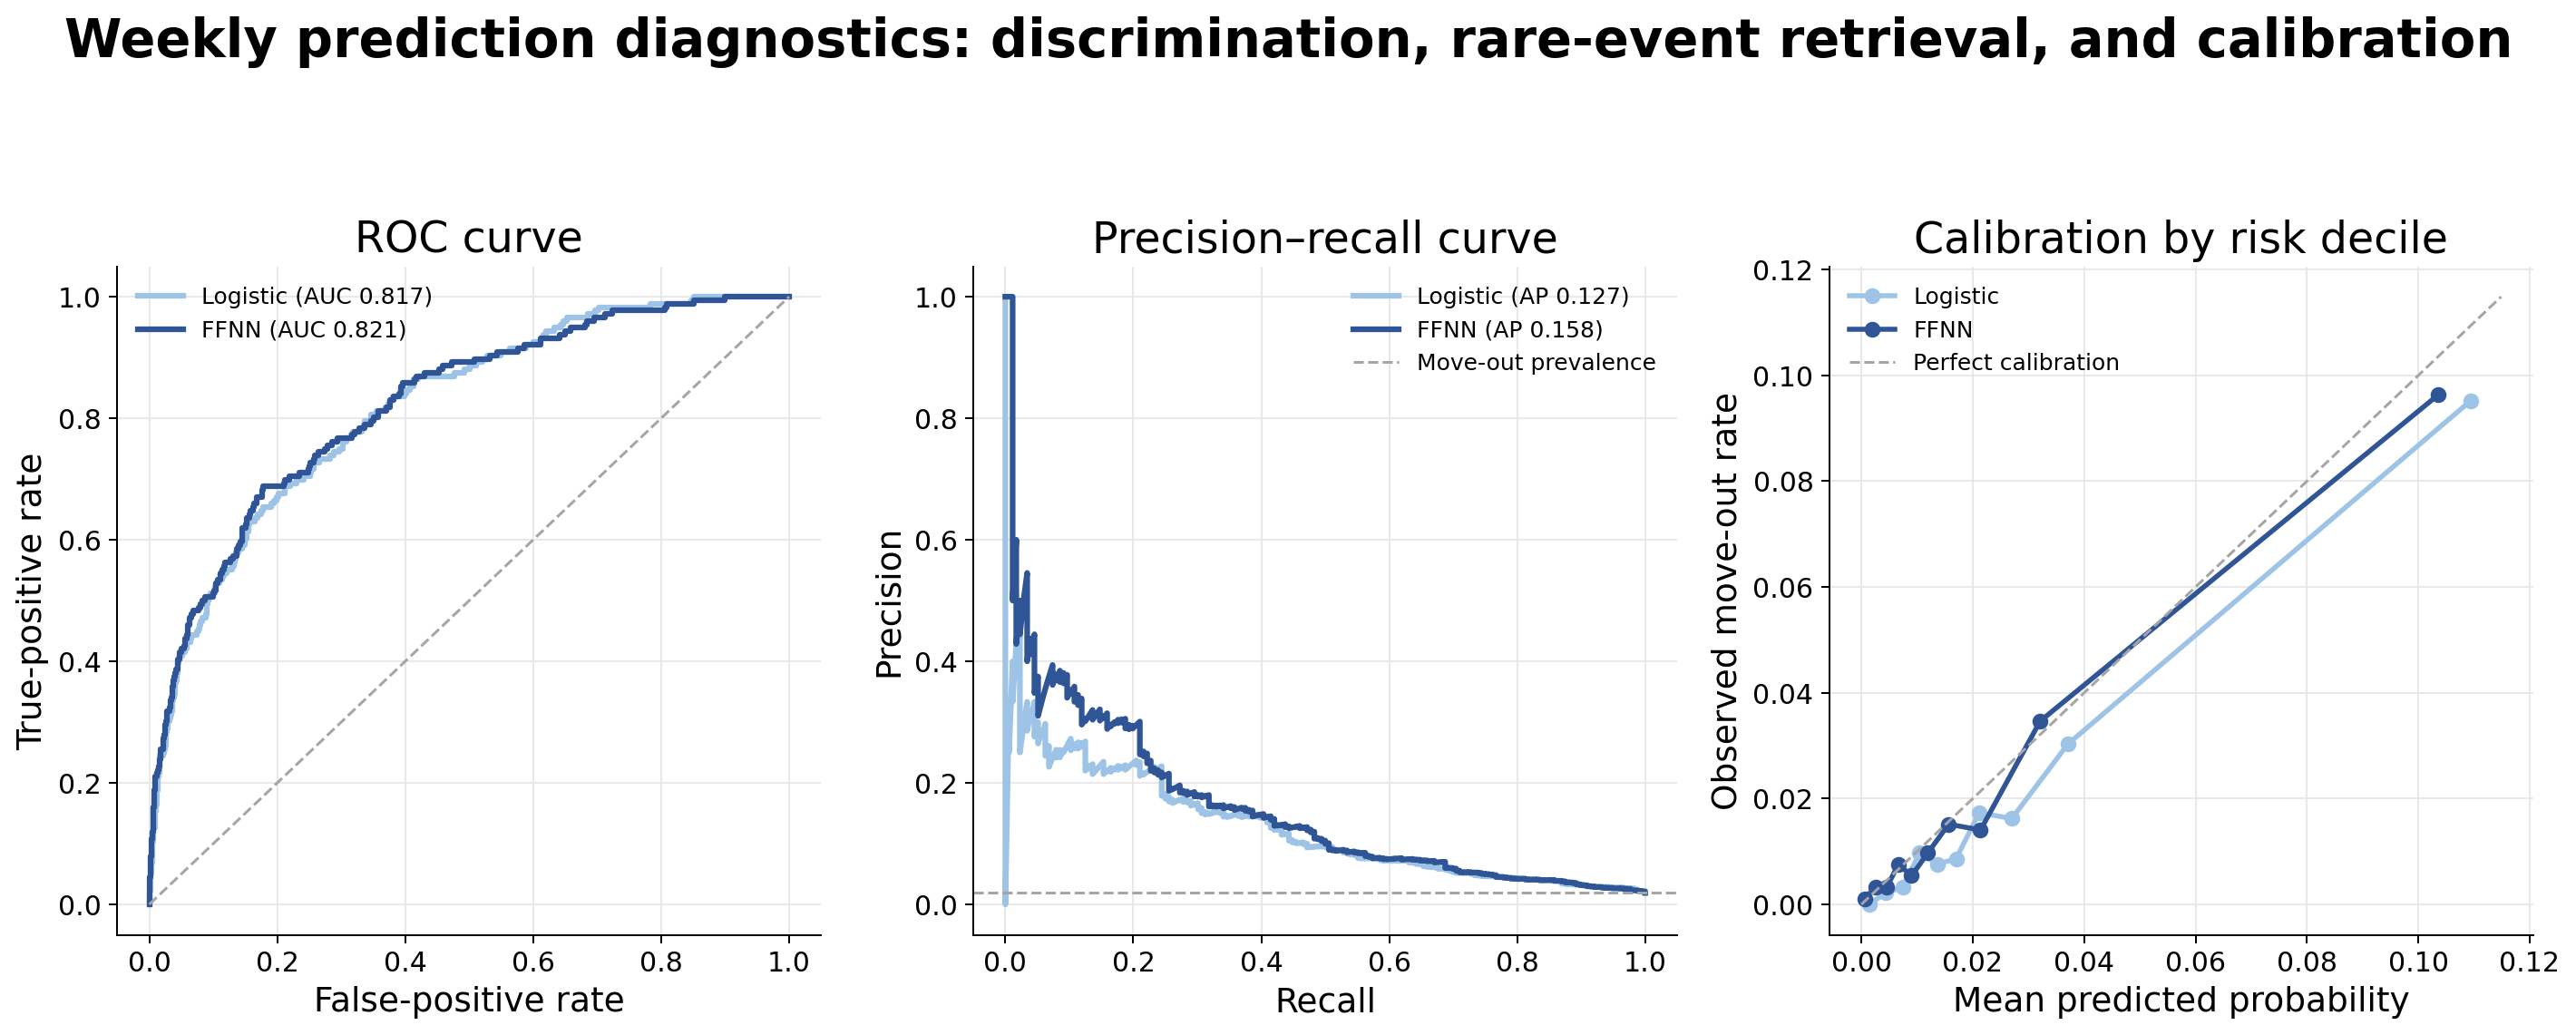 Weekly prediction diagnostics: discrimination, rare-event retrieval, and calibration
ROC curve
Logistic (AUC 0.817)
FFNN (AUC 0.821)
True-positive rate
1.0
0.8
0.6
0.4
0.2
0.0
0.0 0.2 0.4 0.6 0.8 1.0
False-positive rate
Precision–recall curve
Logistic (AP 0.127)
FFNN (AP 0.158)
Move-out prevalence
Precision
1.0
0.8
0.6
0.4
0.2
0.0
0.0 0.2 0.4 0.6 0.8 1.0
Recall
Calibration by risk decile
Logistic
FFNN
Perfect calibration
Observed move-out rate
0.12
0.10
0.08
0.06
0.04
0.02
0.00
0.00 0.02 0.04 0.06 0.08 0.10 0.12
Mean predicted probability